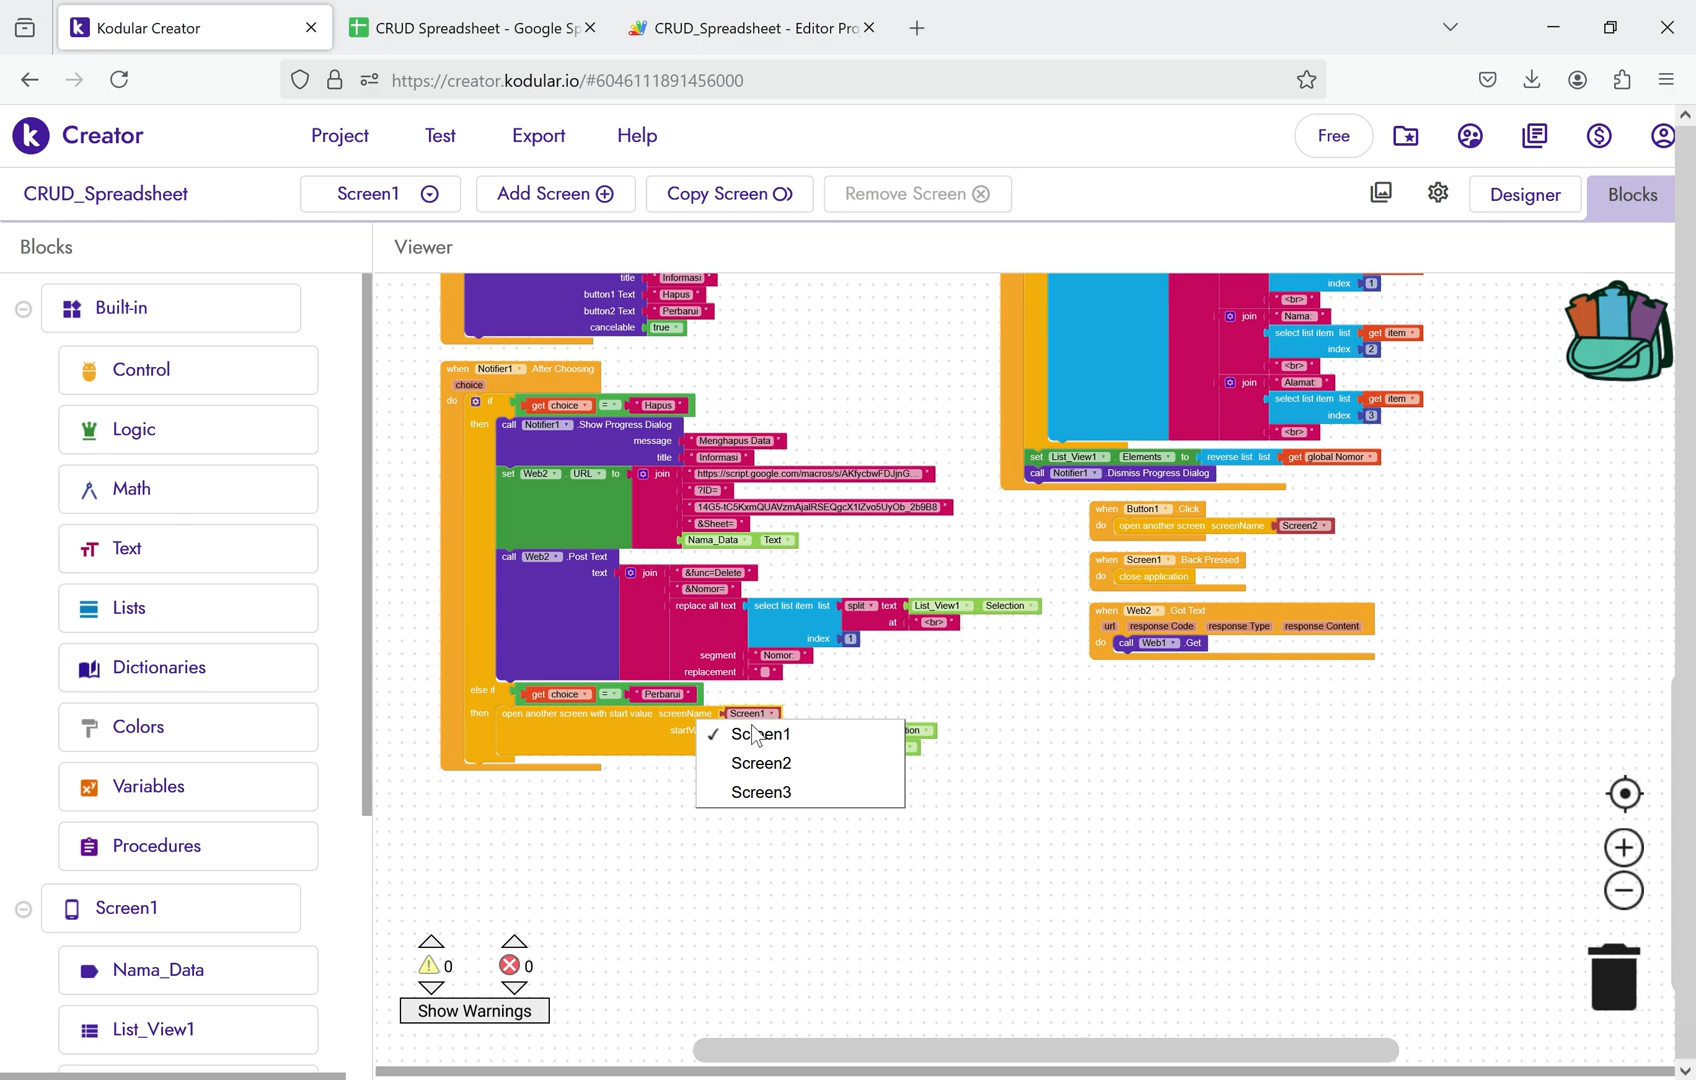 Kodular Creator
CRUD Spreadsheet - Google Sp
CRUD_Spreadsheet - Editor Pro
https://creator.kodular.io/#6046111891456000
Creator
Project
Test
Export
Help
Free
CRUD_Spreadsheet
Screen1
Add Screen
Copy Screen
Remove Screen
Designer
Blocks
Blocks
Viewer
Built-in
Control
Logic
Math
Text
Lists
Dictionaries
Colors
Variables
Procedures
Screen1
Nama_Data
List_View1
title " Informasi "
button1 Text " Hapus "
button2 Text " Perbarui "
cancelable true
when Notifier1 .After Choosing
choice
do if get choice = " Hapus "
then call Notifier1 .Show Progress Dialog
message " Menghapus Data "
title " Informasi "
set Web2 . URL to join " https://script.google.com/macros/s/AKfycbwFDJjnG... "
" ?ID= "
" 14G5-tC5KxmQUAVzmAjaIRSEQgcX1IZvo5UyOb_2b9B8 "
" &Sheet= "
Nama_Data . Text
call Web2 .Post Text
text join " &func=Delete "
" &Nomor= "
replace all text select list item list split text List_View1 . Selection
at " <br> "
index 1
segment " Nomor: "
replacement " "
else if get choice = " Perbarui "
then open another screen with start value screenName Screen1
startVa
ion
Screen1
Screen2
Screen3
index 1
" <br> "
join " Nama: "
select list item list get item
index 2
" <br> "
join " Alamat: "
select list item list get item
index 3
" <br> "
set List_View1 . Elements to reverse list list get global Nomor
call Notifier1 .Dismiss Progress Dialog
when Button1 .Click
do open another screen screenName Screen2
when Screen1 .Back Pressed
do close application
when Web2 .Got Text
url response Code response Type response Content
do call Web1 .Get
0
0
Show Warnings